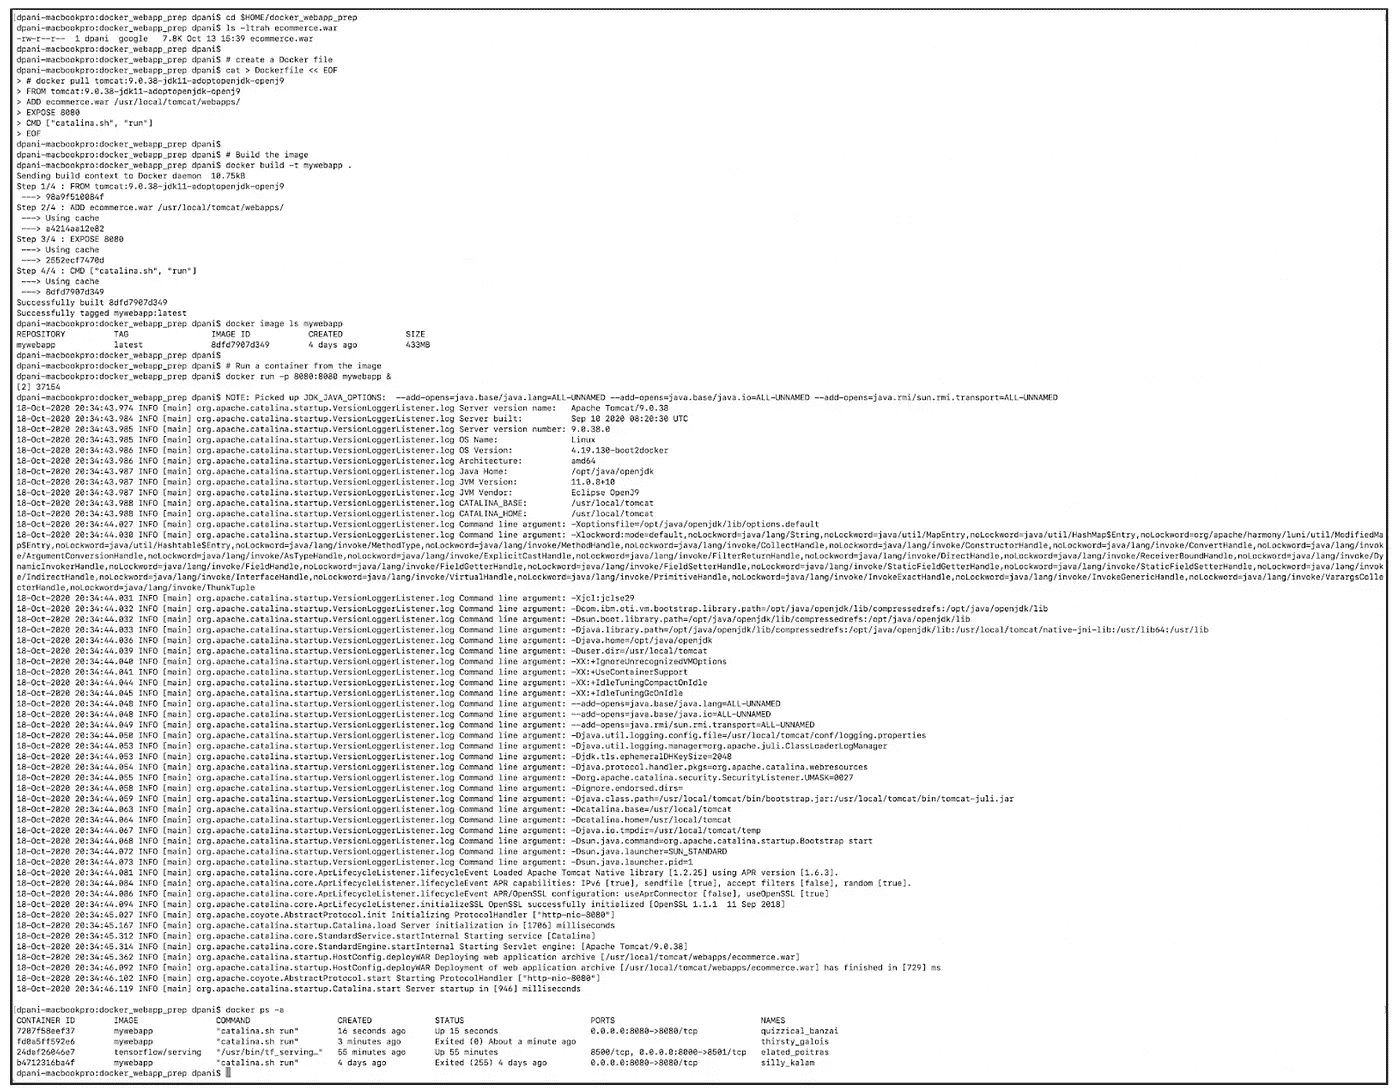 dpani-macbookpro:docker_webapp_prep dpani$ cd $HOME/docker_webapp_prep
dpani-macbookpro:docker_webapp_prep dpani$ ls -ltrah ecommerce.war
-rw-r--r-- 1 dpani google 7.8K Oct 13 15:39 ecommerce.war
dpani-macbookpro:docker_webapp_prep dpani$
dpani-macbookpro:docker_webapp_prep dpani$ # create a Docker file
dpani-macbookpro:docker_webapp_prep dpani$ cat > Dockerfile << EOF
> # docker pull tomcat:9.0.38-jdk11-adoptopenjdk-openj9
> FROM tomcat:9.0.38-jdk11-adoptopenjdk-openj9
> ADD ecommerce.war /usr/local/tomcat/webapps/
> EXPOSE 8080
> CMD ["catalina.sh", "run"]
> EOF
dpani-macbookpro:docker_webapp_prep dpani$
dpani-macbookpro:docker_webapp_prep dpani$ # Build the image
dpani-macbookpro:docker_webapp_prep dpani$ docker build -t mywebapp .
Sending build context to Docker daemon 10.75kB
Step 1/4 : FROM tomcat:9.0.38-jdk11-adoptopenjdk-openj9
---> 98a9f510084f
Step 2/4 : ADD ecommerce.war /usr/local/tomcat/webapps/
---> Using cache
---> a4214aa12e82
Step 3/4 : EXPOSE 8080
---> Using cache
---> 2552ecf7470d
Step 4/4 : CMD ["catalina.sh", "run"]
---> Using cache
---> 8dfd7907d349
Successfully built 8dfd7907d349
Successfully tagged mywebapp:latest
dpani-macbookpro:docker_webapp_prep dpani$ docker image ls mywebapp
REPOSITORY TAG IMAGE ID CREATED SIZE
mywebapp latest 8dfd7907d349 4 days ago 433MB
dpani-macbookpro:docker_webapp_prep dpani$
dpani-macbookpro:docker_webapp_prep dpani$ # Run a container from the image
dpani-macbookpro:docker_webapp_prep dpani$ docker run -p 8080:8080 mywebapp &
[2] 37154
dpani-macbookpro:docker_webapp_prep dpani$ NOTE: Picked up JDK_JAVA_OPTIONS: --add-opens=java.base/java.lang=ALL-UNNAMED --add-opens=java.base/java.io=ALL-UNNAMED --add-opens=java.rmi/sun.rmi.transport=ALL-UNNAMED
18-Oct-2020 20:34:43.974 INFO [main] org.apache.catalina.startup.VersionLoggerListener.log Server version name: Apache Tomcat/9.0.38
18-Oct-2020 20:34:43.984 INFO [main] org.apache.catalina.startup.VersionLoggerListener.log Server built: Sep 10 2020 08:20:30 UTC
18-Oct-2020 20:34:43.985 INFO [main] org.apache.catalina.startup.VersionLoggerListener.log Server version number: 9.0.38.0
18-Oct-2020 20:34:43.985 INFO [main] org.apache.catalina.startup.VersionLoggerListener.log OS Name: Linux
18-Oct-2020 20:34:43.986 INFO [main] org.apache.catalina.startup.VersionLoggerListener.log OS Version: 4.19.130-boot2docker
18-Oct-2020 20:34:43.986 INFO [main] org.apache.catalina.startup.VersionLoggerListener.log Architecture: amd64
18-Oct-2020 20:34:43.987 INFO [main] org.apache.catalina.startup.VersionLoggerListener.log Java Home: /opt/java/openjdk
18-Oct-2020 20:34:43.987 INFO [main] org.apache.catalina.startup.VersionLoggerListener.log JVM Version: 11.0.8+10
18-Oct-2020 20:34:43.987 INFO [main] org.apache.catalina.startup.VersionLoggerListener.log JVM Vendor: Eclipse OpenJ9
18-Oct-2020 20:34:43.988 INFO [main] org.apache.catalina.startup.VersionLoggerListener.log CATALINA_BASE: /usr/local/tomcat
18-Oct-2020 20:34:43.988 INFO [main] org.apache.catalina.startup.VersionLoggerListener.log CATALINA_HOME: /usr/local/tomcat
18-Oct-2020 20:34:44.027 INFO [main] org.apache.catalina.startup.VersionLoggerListener.log Command line argument: -Xoptionsfile=/opt/java/openjdk/lib/options.default
18-Oct-2020 20:34:44.030 INFO [main] org.apache.catalina.startup.VersionLoggerListener.log Command line argument: -Xlockword:mode=default,noLockword=java/lang/String,noLockword=java/util/MapEntry,noLockword=java/util/HashMap$Entry,noLockword=org/apache/harmony/luni/util/ModifiedMa
p$Entry,noLockword=java/util/Hashtable$Entry,noLockword=java/lang/invoke/MethodType,noLockword=java/lang/invoke/MethodHandle,noLockword=java/lang/invoke/CollectHandle,noLockword=java/lang/invoke/ConstructorHandle,noLockword=java/lang/invoke/ConvertHandle,noLockword=java/lang/invok
e/ArgumentConversionHandle,noLockword=java/lang/invoke/AsTypeHandle,noLockword=java/lang/invoke/ExplicitCastHandle,noLockword=java/lang/invoke/FilterReturnHandle,noLockword=java/lang/invoke/DirectHandle,noLockword=java/lang/invoke/ReceiverBoundHandle,noLockword=java/lang/invoke/Dy
namicInvokerHandle,noLockword=java/lang/invoke/FieldHandle,noLockword=java/lang/invoke/FieldGetterHandle,noLockword=java/lang/invoke/FieldSetterHandle,noLockword=java/lang/invoke/StaticFieldGetterHandle,noLockword=java/lang/invoke/StaticFieldSetterHandle,noLockword=java/lang/invok
e/IndirectHandle,noLockword=java/lang/invoke/InterfaceHandle,noLockword=java/lang/invoke/VirtualHandle,noLockword=java/lang/invoke/PrimitiveHandle,noLockword=java/lang/invoke/InvokeExactHandle,noLockword=java/lang/invoke/InvokeGenericHandle,noLockword=java/lang/invoke/VarargsColle
ctorHandle,noLockword=java/lang/invoke/ThunkTuple
18-Oct-2020 20:34:44.031 INFO [main] org.apache.catalina.startup.VersionLoggerListener.log Command line argument: -Xjcl:jclse29
18-Oct-2020 20:34:44.032 INFO [main] org.apache.catalina.startup.VersionLoggerListener.log Command line argument: -Dcom.ibm.oti.vm.bootstrap.library.path=/opt/java/openjdk/lib/compressedrefs:/opt/java/openjdk/lib
18-Oct-2020 20:34:44.032 INFO [main] org.apache.catalina.startup.VersionLoggerListener.log Command line argument: -Dsun.boot.library.path=/opt/java/openjdk/lib/compressedrefs:/opt/java/openjdk/lib
18-Oct-2020 20:34:44.033 INFO [main] org.apache.catalina.startup.VersionLoggerListener.log Command line argument: -Djava.library.path=/opt/java/openjdk/lib/compressedrefs:/opt/java/openjdk/lib:/usr/local/tomcat/native-jni-lib:/usr/lib64:/usr/lib
18-Oct-2020 20:34:44.036 INFO [main] org.apache.catalina.startup.VersionLoggerListener.log Command line argument: -Djava.home=/opt/java/openjdk
18-Oct-2020 20:34:44.039 INFO [main] org.apache.catalina.startup.VersionLoggerListener.log Command line argument: -Duser.dir=/usr/local/tomcat
18-Oct-2020 20:34:44.040 INFO [main] org.apache.catalina.startup.VersionLoggerListener.log Command line argument: -XX:+IgnoreUnrecognizedVMOptions
18-Oct-2020 20:34:44.041 INFO [main] org.apache.catalina.startup.VersionLoggerListener.log Command line argument: -XX:+UseContainerSupport
18-Oct-2020 20:34:44.044 INFO [main] org.apache.catalina.startup.VersionLoggerListener.log Command line argument: -XX:+IdleTuningCompactOnIdle
18-Oct-2020 20:34:44.045 INFO [main] org.apache.catalina.startup.VersionLoggerListener.log Command line argument: -XX:+IdleTuningGcOnIdle
18-Oct-2020 20:34:44.048 INFO [main] org.apache.catalina.startup.VersionLoggerListener.log Command line argument: --add-opens=java.base/java.lang=ALL-UNNAMED
18-Oct-2020 20:34:44.048 INFO [main] org.apache.catalina.startup.VersionLoggerListener.log Command line argument: --add-opens=java.base/java.io=ALL-UNNAMED
18-Oct-2020 20:34:44.049 INFO [main] org.apache.catalina.startup.VersionLoggerListener.log Command line argument: --add-opens=java.rmi/sun.rmi.transport=ALL-UNNAMED
18-Oct-2020 20:34:44.050 INFO [main] org.apache.catalina.startup.VersionLoggerListener.log Command line argument: -Djava.util.logging.config.file=/usr/local/tomcat/conf/logging.properties
18-Oct-2020 20:34:44.053 INFO [main] org.apache.catalina.startup.VersionLoggerListener.log Command line argument: -Djava.util.logging.manager=org.apache.juli.ClassLoaderLogManager
18-Oct-2020 20:34:44.053 INFO [main] org.apache.catalina.startup.VersionLoggerListener.log Command line argument: -Djdk.tls.ephemeralDHKeySize=2048
18-Oct-2020 20:34:44.054 INFO [main] org.apache.catalina.startup.VersionLoggerListener.log Command line argument: -Djava.protocol.handler.pkgs=org.apache.catalina.webresources
18-Oct-2020 20:34:44.055 INFO [main] org.apache.catalina.startup.VersionLoggerListener.log Command line argument: -Dorg.apache.catalina.security.SecurityListener.UMASK=0027
18-Oct-2020 20:34:44.058 INFO [main] org.apache.catalina.startup.VersionLoggerListener.log Command line argument: -Dignore.endorsed.dirs=
18-Oct-2020 20:34:44.059 INFO [main] org.apache.catalina.startup.VersionLoggerListener.log Command line argument: -Djava.class.path=/usr/local/tomcat/bin/bootstrap.jar:/usr/local/tomcat/bin/tomcat-juli.jar
18-Oct-2020 20:34:44.063 INFO [main] org.apache.catalina.startup.VersionLoggerListener.log Command line argument: -Dcatalina.base=/usr/local/tomcat
18-Oct-2020 20:34:44.064 INFO [main] org.apache.catalina.startup.VersionLoggerListener.log Command line argument: -Dcatalina.home=/usr/local/tomcat
18-Oct-2020 20:34:44.067 INFO [main] org.apache.catalina.startup.VersionLoggerListener.log Command line argument: -Djava.io.tmpdir=/usr/local/tomcat/temp
18-Oct-2020 20:34:44.068 INFO [main] org.apache.catalina.startup.VersionLoggerListener.log Command line argument: -Dsun.java.command=org.apache.catalina.startup.Bootstrap start
18-Oct-2020 20:34:44.072 INFO [main] org.apache.catalina.startup.VersionLoggerListener.log Command line argument: -Dsun.java.launcher=SUN_STANDARD
18-Oct-2020 20:34:44.073 INFO [main] org.apache.catalina.startup.VersionLoggerListener.log Command line argument: -Dsun.java.launcher.pid=1
18-Oct-2020 20:34:44.081 INFO [main] org.apache.catalina.core.AprLifecycleListener.lifecycleEvent Loaded Apache Tomcat Native library [1.2.25] using APR version [1.6.3].
18-Oct-2020 20:34:44.084 INFO [main] org.apache.catalina.core.AprLifecycleListener.lifecycleEvent APR capabilities: IPv6 [true], sendfile [true], accept filters [false], random [true].
18-Oct-2020 20:34:44.086 INFO [main] org.apache.catalina.core.AprLifecycleListener.lifecycleEvent APR/OpenSSL configuration: useAprConnector [false], useOpenSSL [true]
18-Oct-2020 20:34:44.094 INFO [main] org.apache.catalina.core.AprLifecycleListener.initializeSSL OpenSSL successfully initialized [OpenSSL 1.1.1 11 Sep 2018]
18-Oct-2020 20:34:45.027 INFO [main] org.apache.coyote.AbstractProtocol.init Initializing ProtocolHandler ["http-nio-8080"]
18-Oct-2020 20:34:45.167 INFO [main] org.apache.catalina.startup.Catalina.load Server initialization in [1706] milliseconds
18-Oct-2020 20:34:45.312 INFO [main] org.apache.catalina.core.StandardService.startInternal Starting service [Catalina]
18-Oct-2020 20:34:45.314 INFO [main] org.apache.catalina.core.StandardEngine.startInternal Starting Servlet engine: [Apache Tomcat/9.0.38]
18-Oct-2020 20:34:45.362 INFO [main] org.apache.catalina.startup.HostConfig.deployWAR Deploying web application archive [/usr/local/tomcat/webapps/ecommerce.war]
18-Oct-2020 20:34:46.092 INFO [main] org.apache.catalina.startup.HostConfig.deployWAR Deployment of web application archive [/usr/local/tomcat/webapps/ecommerce.war] has finished in [729] ms
18-Oct-2020 20:34:46.102 INFO [main] org.apache.coyote.AbstractProtocol.start Starting ProtocolHandler ["http-nio-8080"]
18-Oct-2020 20:34:46.119 INFO [main] org.apache.catalina.startup.Catalina.start Server startup in [946] milliseconds
dpani-macbookpro:docker_webapp_prep dpani$ docker ps -a
CONTAINER ID IMAGE COMMAND CREATED STATUS PORTS NAMES
7207f58eef37 mywebapp "catalina.sh run" 16 seconds ago Up 15 seconds 0.0.0.0:8080->8080/tcp quizzical_banzai
fd0a5ff592e6 mywebapp "catalina.sh run" 3 minutes ago Exited (0) About a minute ago thirsty_galois
24daf26046e7 tensorflow/serving "/usr/bin/tf_serving…" 55 minutes ago Up 55 minutes 8500/tcp, 0.0.0.0:8000->8501/tcp elated_poitras
b4712316ba4f mywebapp "catalina.sh run" 4 days ago Exited (255) 4 days ago 0.0.0.0:8080->8080/tcp silly_kalam
dpani-macbookpro:docker_webapp_prep dpani$